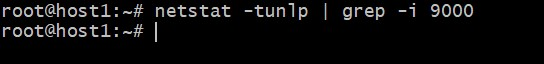 root@host1:~# netstat -tunlp | grep -i 9000
root@host1:~#